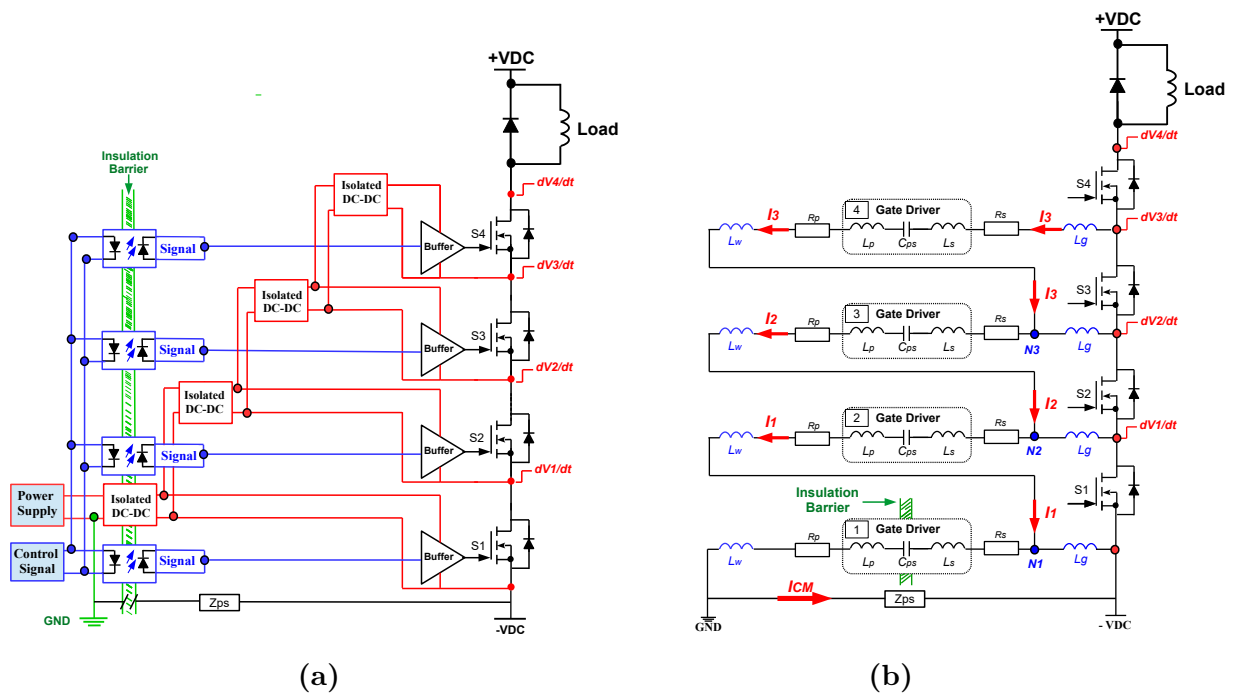 +VDC
Load
Insulation
Barrier
Isolated
DC-DC
dV4/dt
Signal
Buffer
S4
dV3/dt
Isolated
DC-DC
Signal
Buffer
S3
dV2/dt
Isolated
DC-DC
Signal
Buffer
S2
dV1/dt
Power
Supply
Isolated
DC-DC
Control
Signal
Signal
Buffer
S1
Zps
GND
-VDC
(a)
+VDC
Load
dV4/dt
S4
I3 Rp 4 Gate Driver Rs I3 dV3/dt
Lw Lp Cps Ls Lg
S3
I3
I2 Rp 3 Gate Driver Rs dV2/dt
Lw Lp Cps Ls N3 Lg
S2
I2
I1 Rp 2 Gate Driver Rs dV1/dt
Lw Lp Cps Ls N2 Lg
Insulation
Barrier
S1
I1
Rp 1 Gate Driver Rs
Lw Lp Cps Ls N1 Lg
ICM
Zps
GND
- VDC
(b)